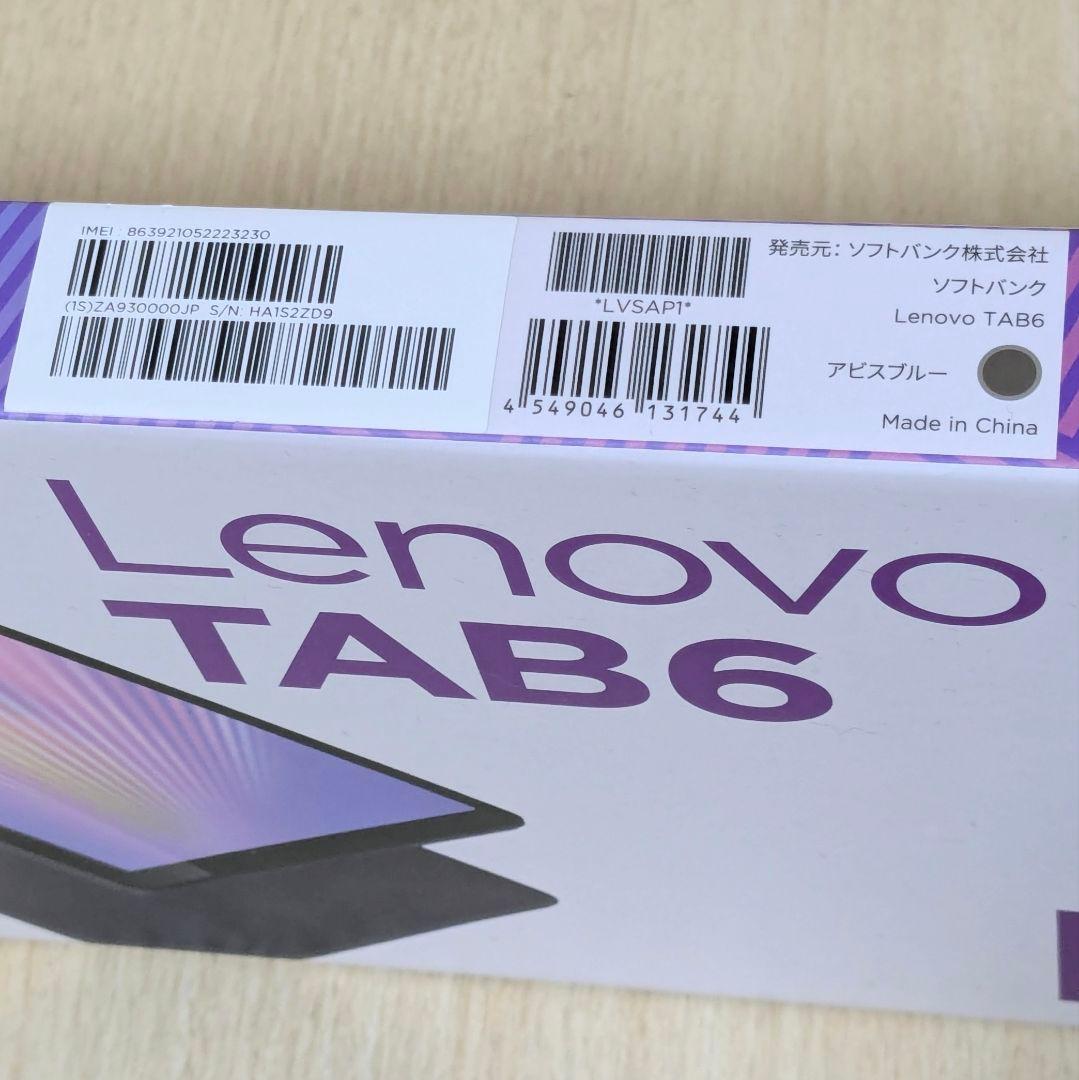 IMEI : 863921052223230
(1S)ZA930000JP S/N: HA1S2ZD9
*LVSAP1*
4 549046 131744
発売元: ソフトバンク株式会社
ソフトバンク
Lenovo TAB6
アビスブルー
Made in China
Lenovo
TAB6